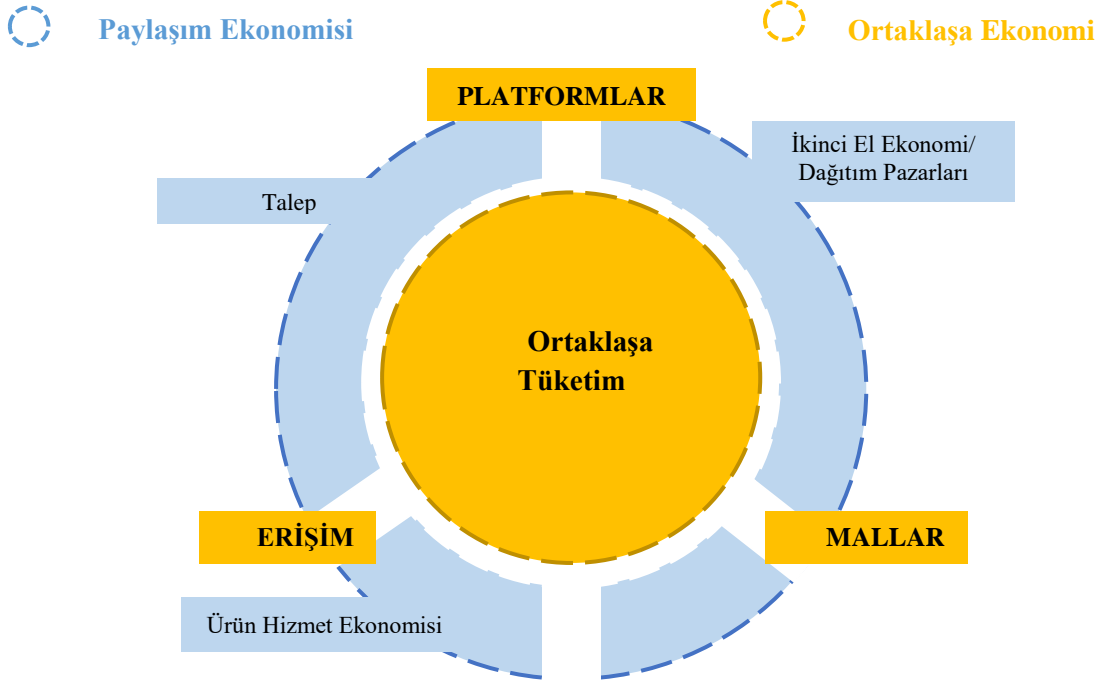 Paylaşım Ekonomisi
Ortaklaşa Ekonomi
PLATFORMLAR
İkinci El Ekonomi/
Dağıtım Pazarları
Talep
Ortaklaşa
Tüketim
ERİŞİM
MALLAR
Ürün Hizmet Ekonomisi